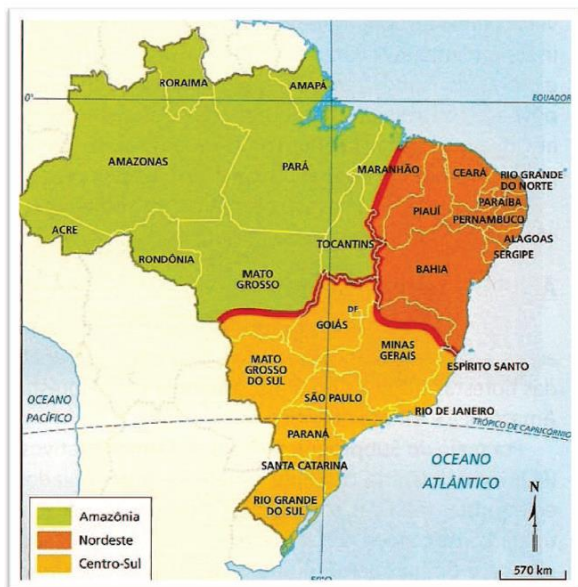 RORAIMA
AMAPÁ
0°
EQUADOR
AMAZONAS
PARÁ
MARANHÃO
CEARÁ
RIO GRANDE
DO NORTE
PARAÍBA
PIAUÍ
PERNAMBUCO
ACRE
ALAGOAS
TOCANTINS
SERGIPE
RONDÔNIA
BAHIA
MATO
GROSSO
DF
GOIÁS
MINAS
GERAIS
MATO
GROSSO
DO SUL
ESPÍRITO SANTO
OCEANO
PACÍFICO
SÃO PAULO
RIO DE JANEIRO
TRÓPICO DE CAPRICÓRNIO
PARANÁ
OCEANO
ATLÂNTICO
SANTA CATARINA
RIO GRANDE
DO SUL
N
Amazônia
Nordeste
Centro-Sul
50°O
570 km